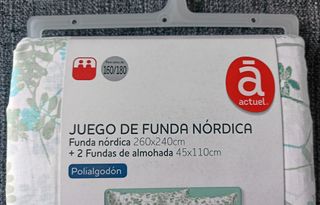 160/180
ā
actuel
JUEGO DE FUNDA NÓRDICA
Funda nórdica 260x240cm
+ 2 Fundas de almohada 45x110cm
Polialgodón